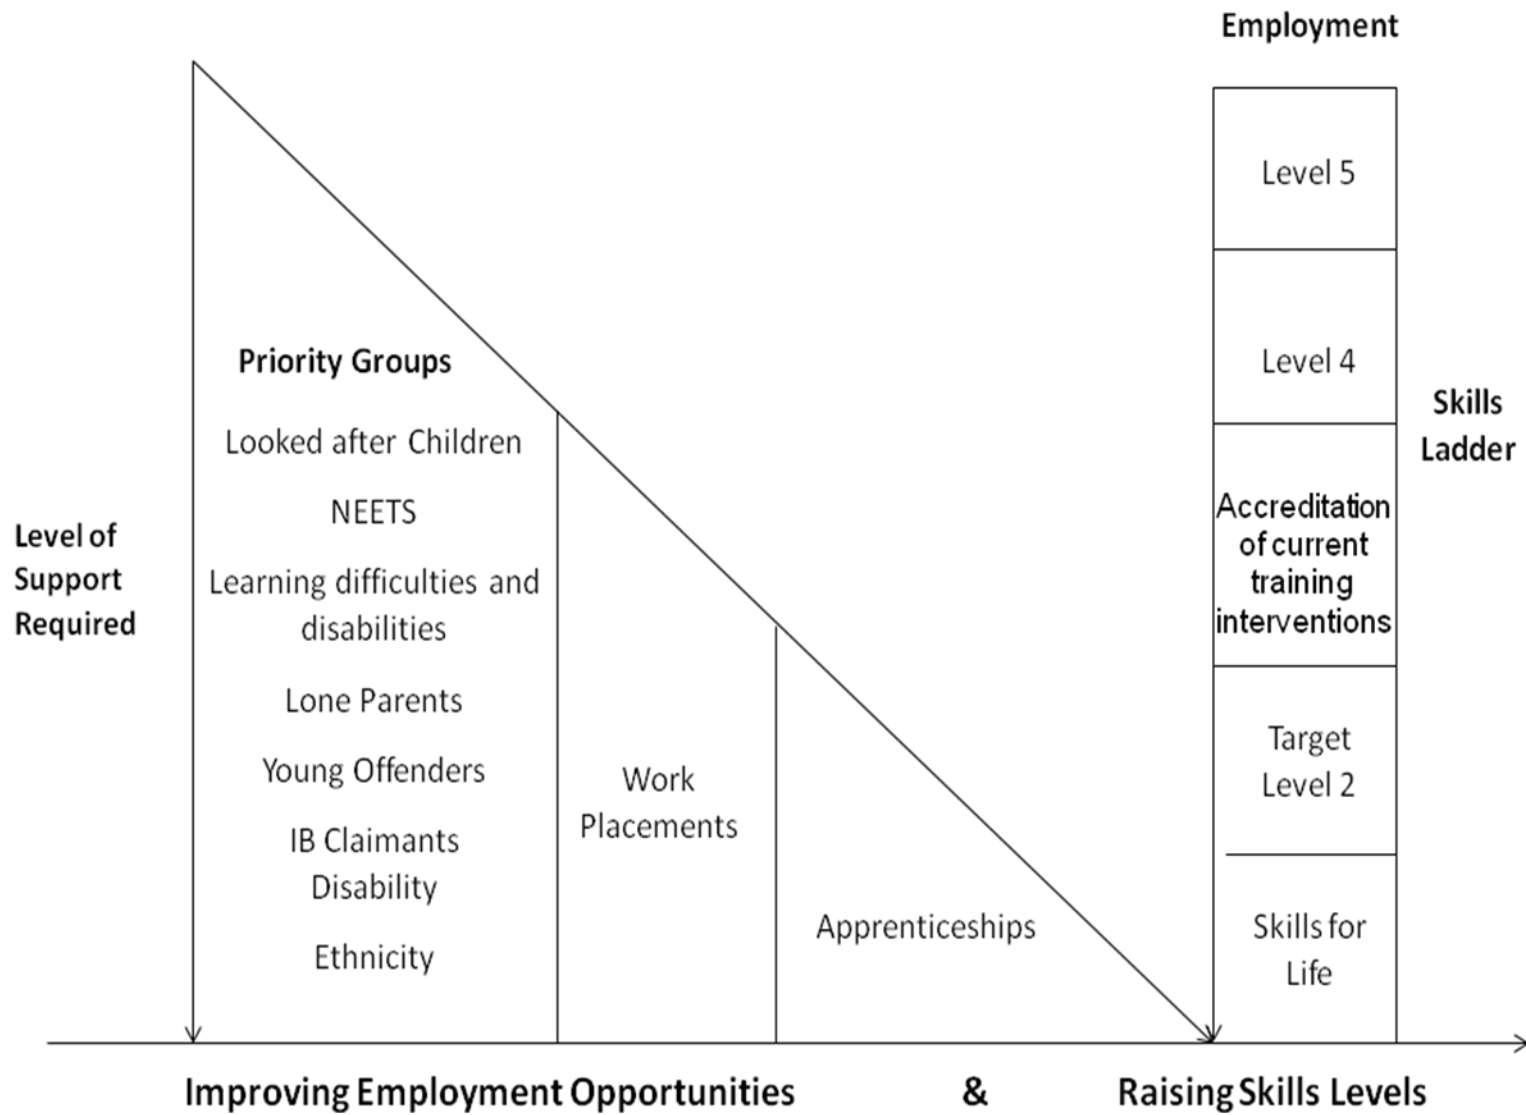 Employment
Level 5
Level 4
Accreditation
of current
training
interventions
Target
Level 2
Skills for
Life
Skills
Ladder
Priority Groups
Looked after Children
NEETS
Learning difficulties and
disabilities
Lone Parents
Young Offenders
IB Claimants
Disability
Ethnicity
Level of
Support
Required
Work
Placements
Apprenticeships
Improving Employment Opportunities & Raising Skills Levels